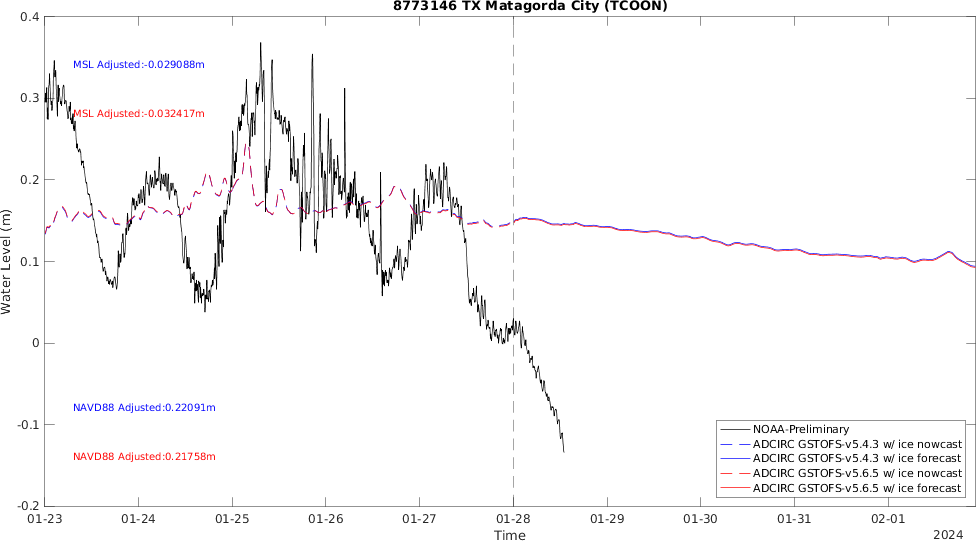 8773146 TX Matagorda City (TCOON)
0.4
0.3
0.2
0.1
0
-0.1
-0.2
Water Level (m)
MSL Adjusted:-0.029088m
MSL Adjusted:-0.032417m
NAVD88 Adjusted:0.22091m
NAVD88 Adjusted:0.21758m
NOAA-Preliminary
ADCIRC GSTOFS-v5.4.3 w/ ice nowcast
ADCIRC GSTOFS-v5.4.3 w/ ice forecast
ADCIRC GSTOFS-v5.6.5 w/ ice nowcast
ADCIRC GSTOFS-v5.6.5 w/ ice forecast
01-23 01-24 01-25 01-26 01-27 01-28 01-29 01-30 01-31 02-01
Time
2024